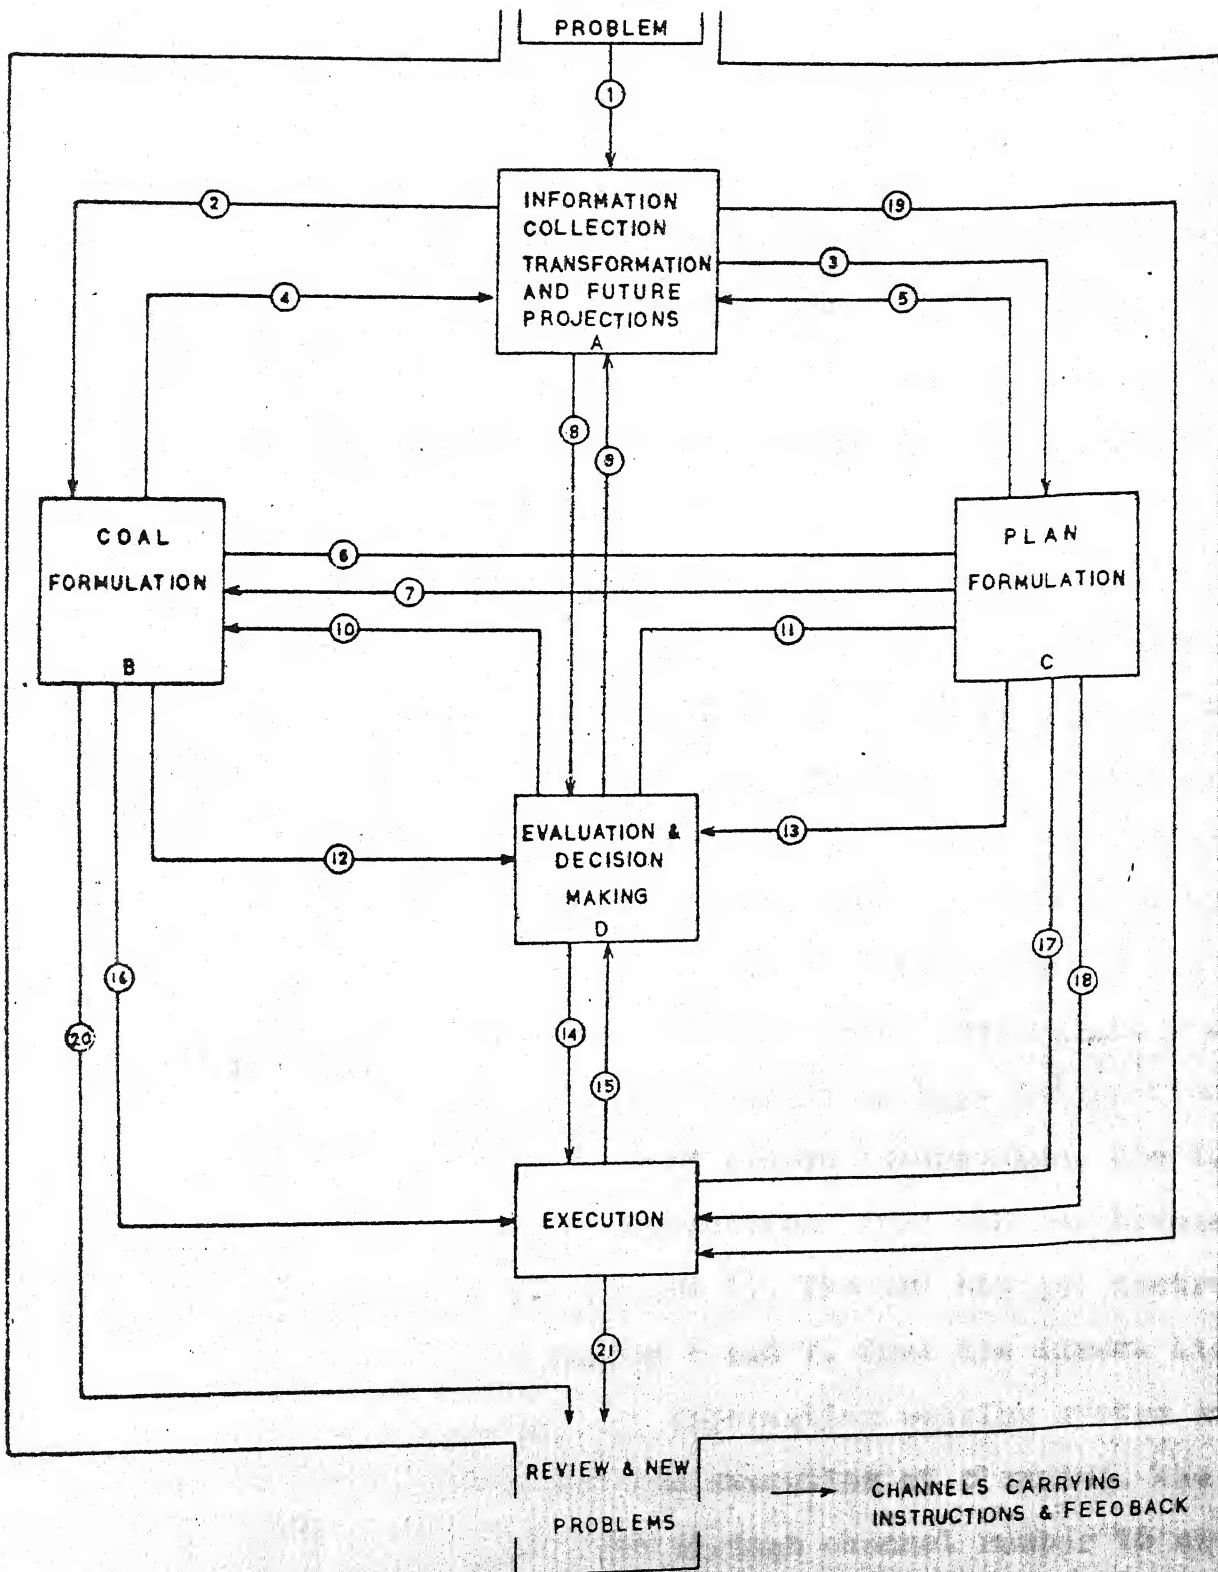 PROBLEM
1
INFORMATION
COLLECTION
TRANSFORMATION
AND FUTURE
PROJECTIONS
A
2
19
3
4
5
8
9
COAL
FORMULATION
B
6
7
10
11
PLAN
FORMULATION
C
EVALUATION &
DECISION
MAKING
D
12
13
16
17
18
20
14
15
EXECUTION
21
REVIEW & NEW
PROBLEMS
CHANNELS CARRYING
INSTRUCTIONS & FEEOBACK